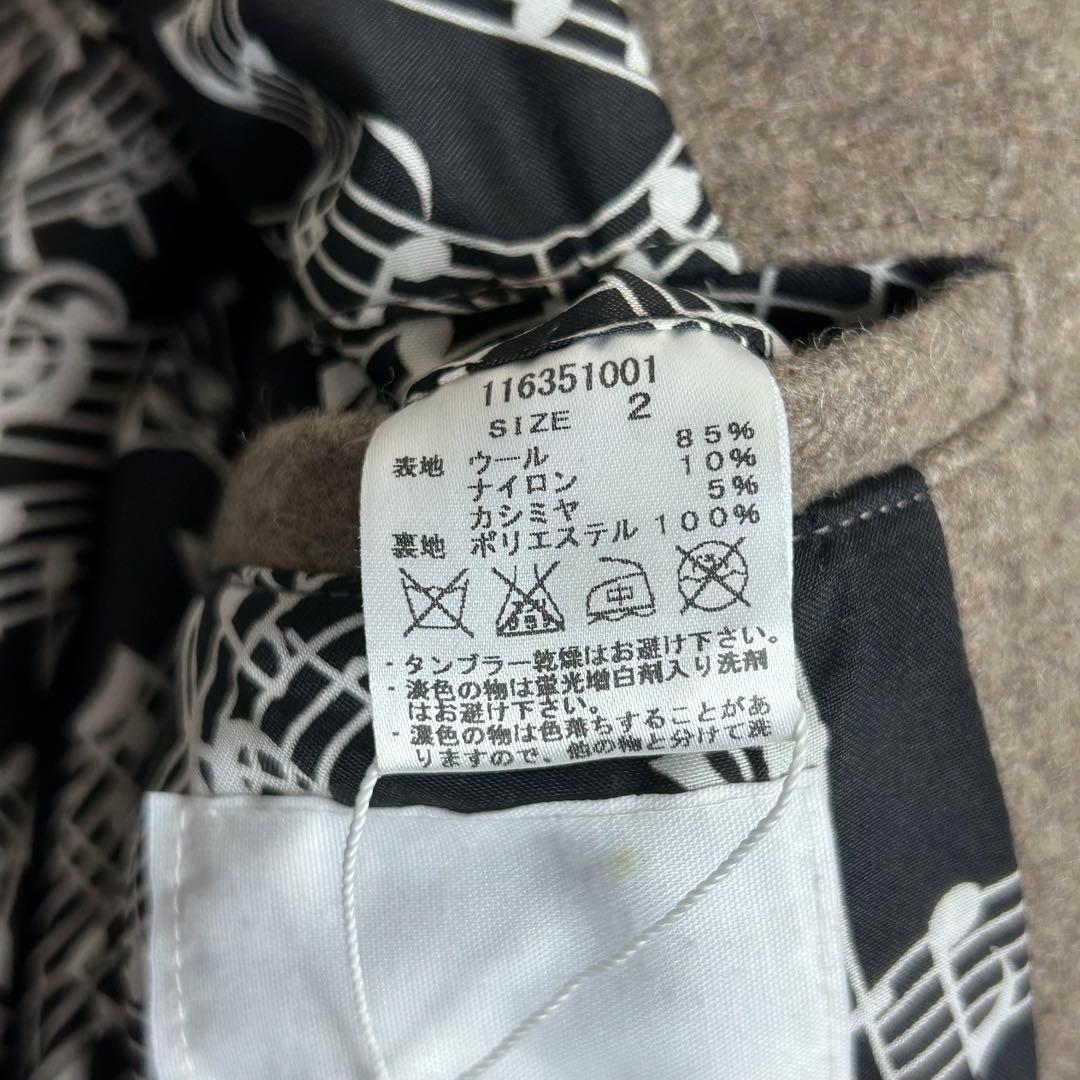 116351001
SIZE 2
表地 ウール 85%
ナイロン 10%
カシミヤ 5%
裏地 ポリエステル 100%
中
・タンブラー乾燥はお避け下さい。
・淡色の物は蛍光増白剤入り洗剤
はお避け下さい。
・濃色の物は色落ちすることがあ
りますので、他の物と分けて洗